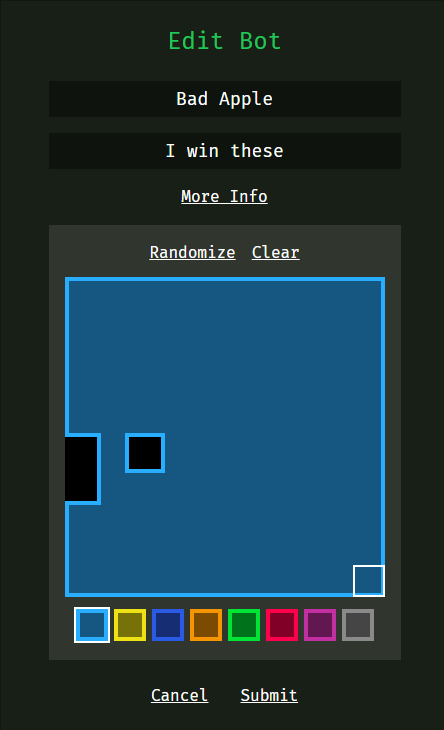 Edit Bot
Bad Apple
I win these
More Info
Randomize Clear
Cancel Submit